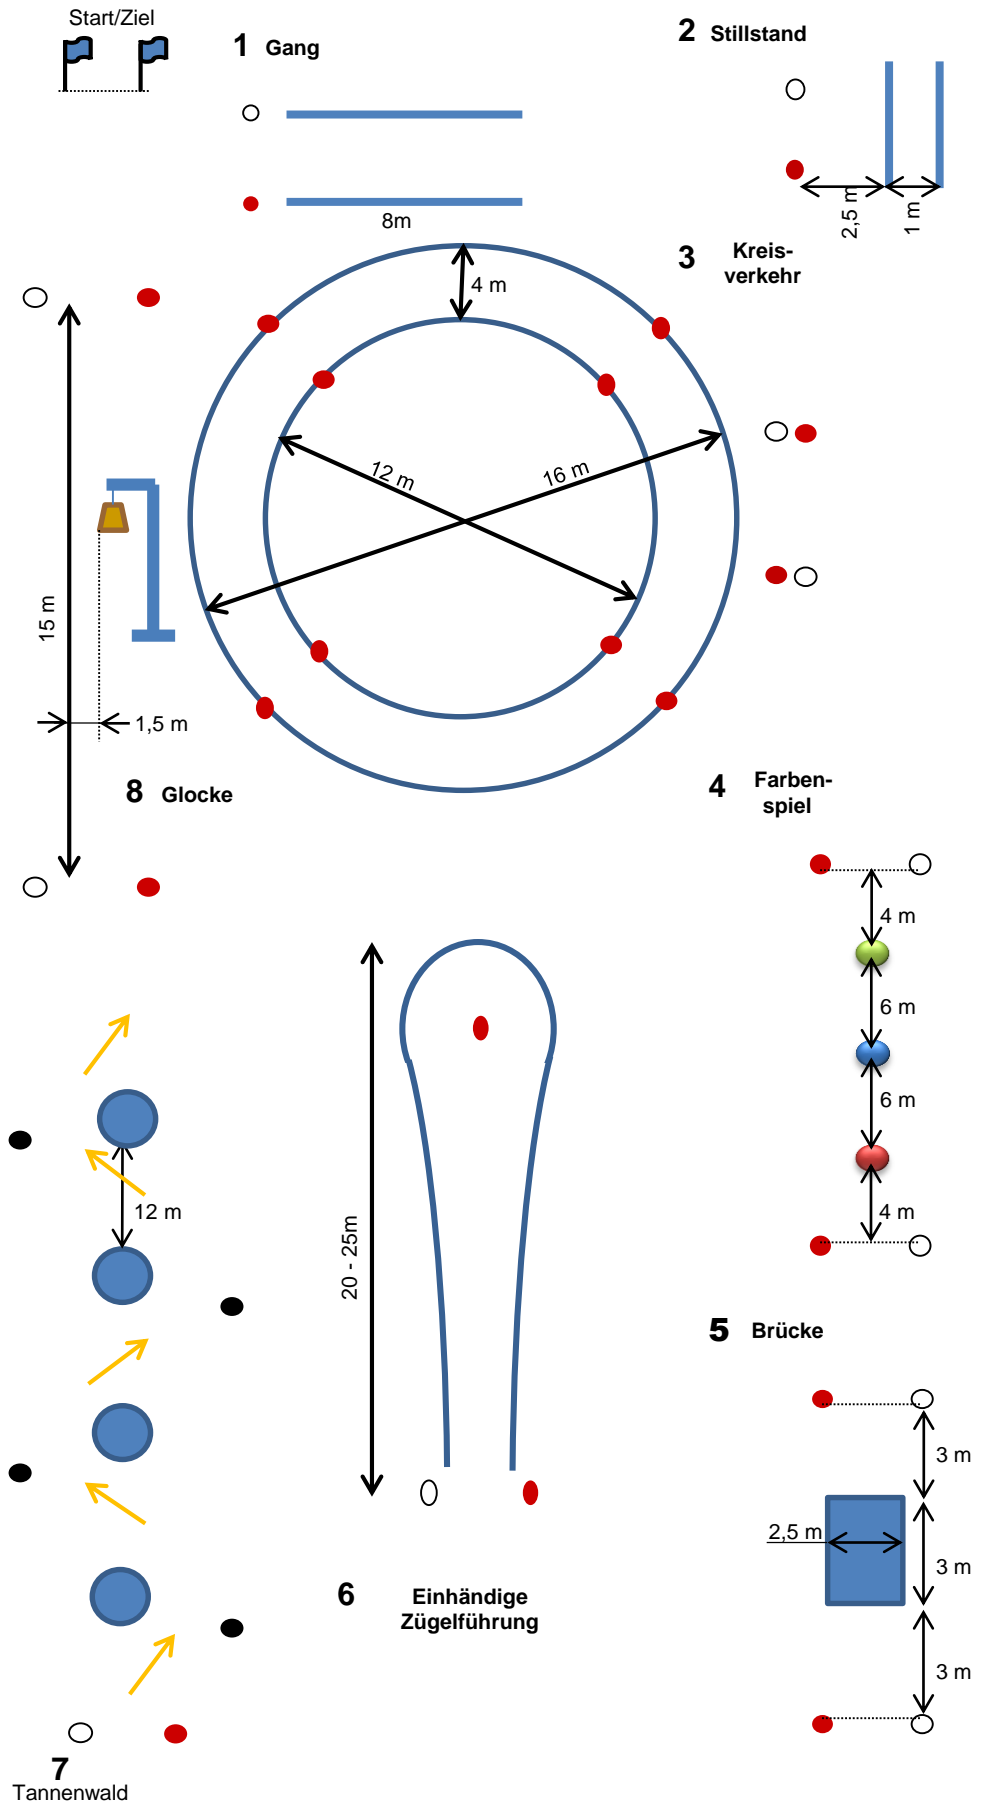 Start/Ziel
1 Gang
8m
2 Stillstand
2,5 m
1 m
3 Kreis-
verkehr
4 m
12 m
16 m
15 m
1,5 m
8 Glocke
4 Farben-
spiel
4 m
6 m
6 m
4 m
5 Brücke
3 m
2,5 m
3 m
3 m
20 - 25m
6 Einhändige
Zügelführung
12 m
7
Tannenwald